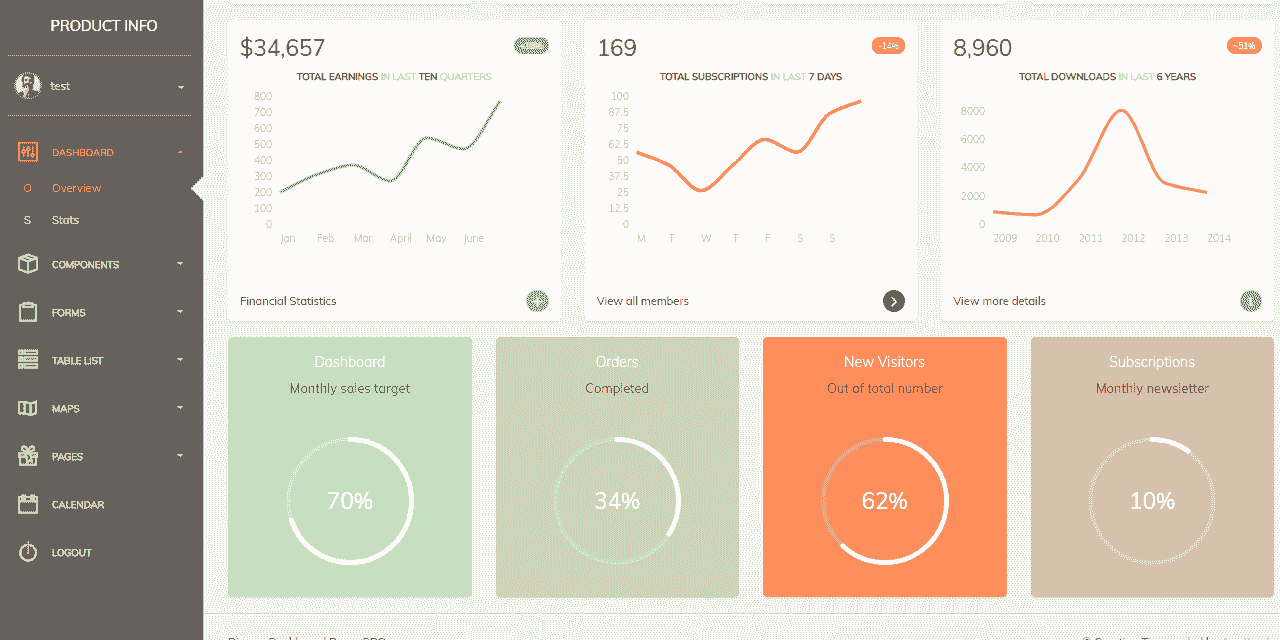 PRODUCT INFO
test
DASHBOARD
O Overview
S Stats
COMPONENTS
FORMS
TABLE LIST
MAPS
PAGES
CALENDAR
LOGOUT
$34,657
TOTAL EARNINGS IN LAST TEN QUARTERS
800
700
600
500
400
300
200
100
0
Jan Feb Mar April May June
Financial Statistics
169 -14%
TOTAL SUBSCRIPTIONS IN LAST 7 DAYS
100
87.5
75
62.5
50
37.5
25
12.5
0
M T W T F S S
View all members
8,960 ~51%
TOTAL DOWNLOADS IN LAST 6 YEARS
8000
6000
4000
2000
0
2009 2010 2011 2012 2013 2014
View more details
Dashboard
Monthly sales target
70%
Orders
Completed
34%
New Visitors
Out of total number
62%
Subscriptions
Monthly newsletter
10%